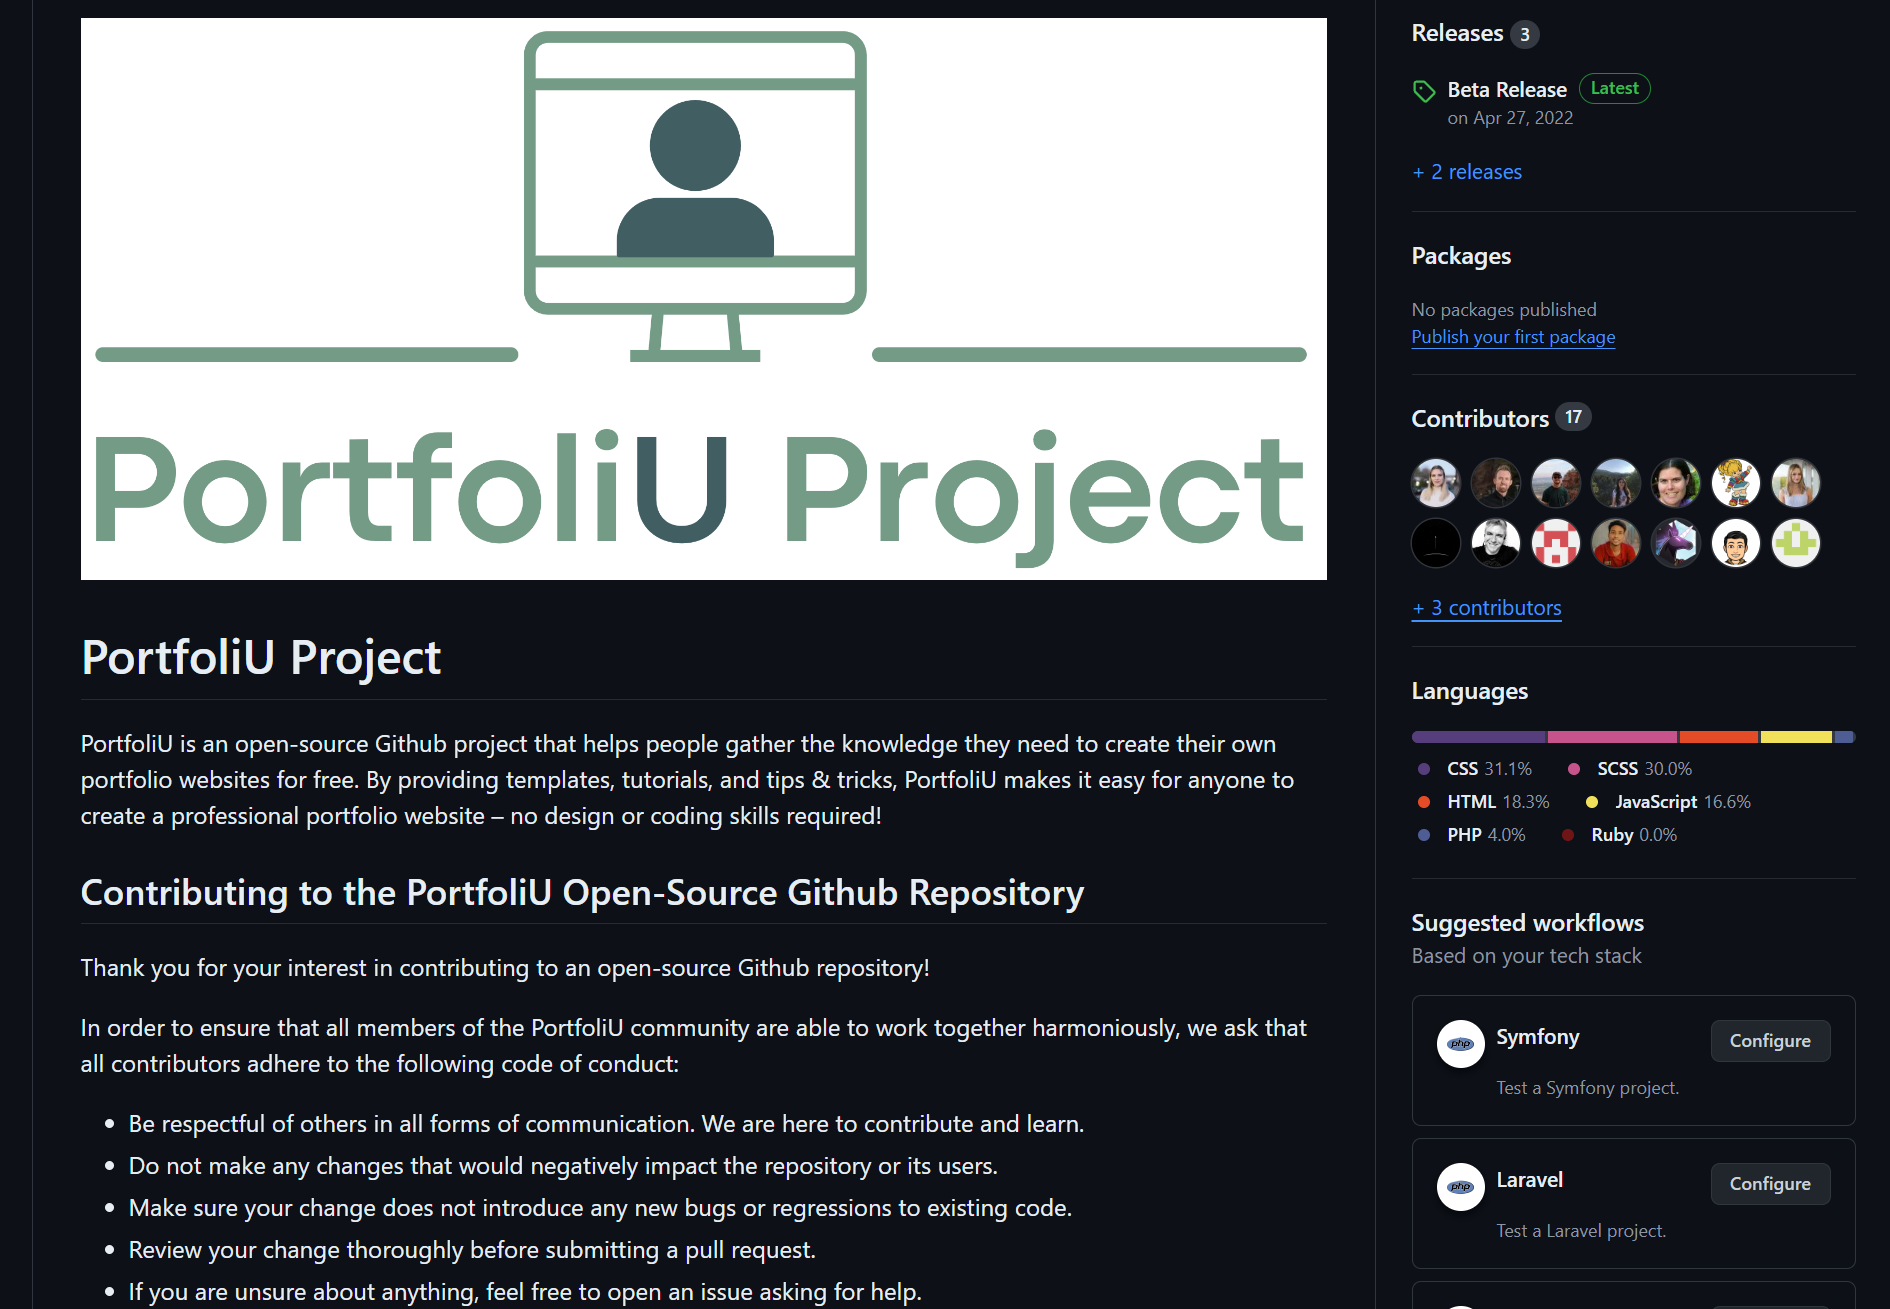 PortfoliU Project
PortfoliU Project
PortfoliU is an open-source Github project that helps people gather the knowledge they need to create their own
portfolio websites for free. By providing templates, tutorials, and tips & tricks, PortfoliU makes it easy for anyone to
create a professional portfolio website – no design or coding skills required!
Contributing to the PortfoliU Open-Source Github Repository
Thank you for your interest in contributing to an open-source Github repository!
In order to ensure that all members of the PortfoliU community are able to work together harmoniously, we ask that
all contributors adhere to the following code of conduct:
Be respectful of others in all forms of communication. We are here to contribute and learn.
Do not make any changes that would negatively impact the repository or its users.
Make sure your change does not introduce any new bugs or regressions to existing code.
Review your change thoroughly before submitting a pull request.
If you are unsure about anything, feel free to open an issue asking for help.
Releases 3
Beta Release Latest
on Apr 27, 2022
+ 2 releases
Packages
No packages published
Publish your first package
Contributors 17
+ 3 contributors
Languages
CSS 31.1% SCSS 30.0%
HTML 18.3% JavaScript 16.6%
PHP 4.0% Ruby 0.0%
Suggested workflows
Based on your tech stack
php Symfony Configure
Test a Symfony project.
php Laravel Configure
Test a Laravel project.